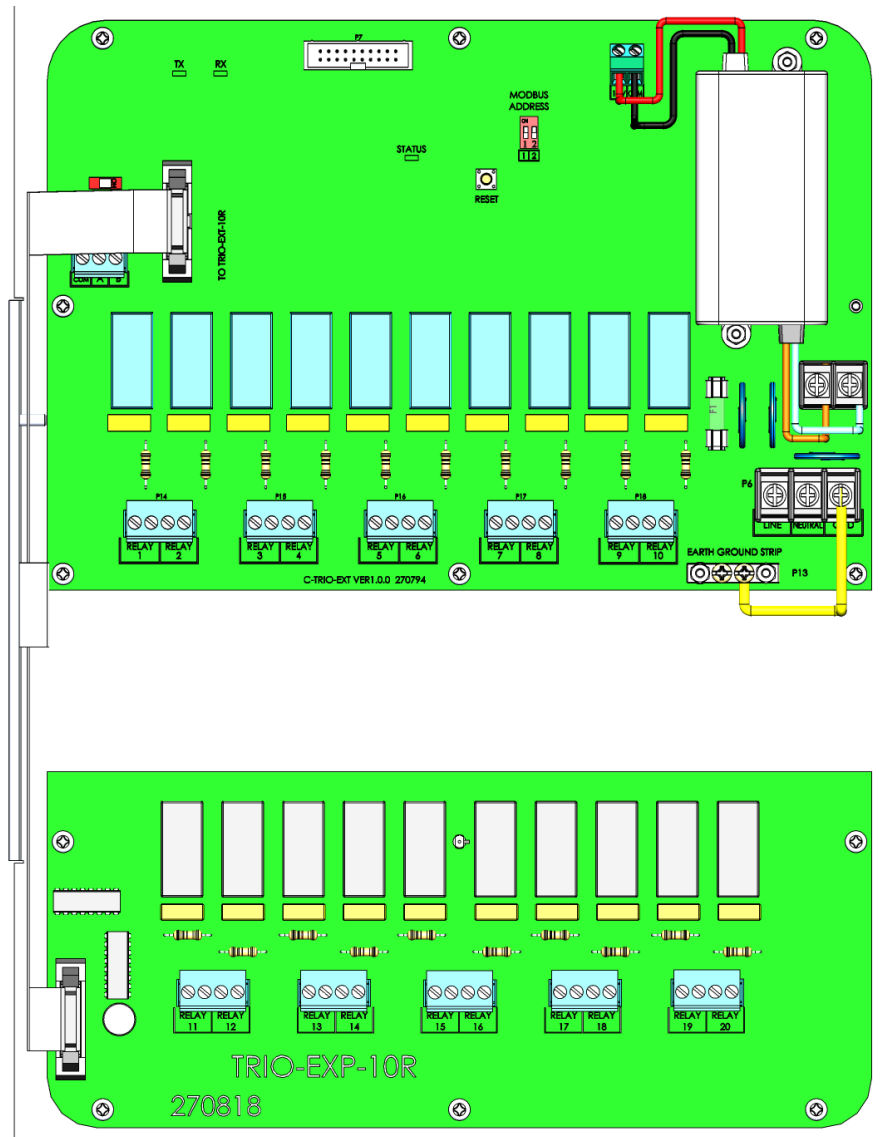 P7
TX RX
MODBUS
ADDRESS
ON
1 2
1 2
STATUS
RESET
TO TRIO-EXT-10R
COM A B
F1
P6
LINE NEUTRAL GND
P14 P15 P16 P17 P18
RELAY RELAY RELAY RELAY RELAY RELAY RELAY RELAY RELAY RELAY
1 2 3 4 5 6 7 8 9 10
EARTH GROUND STRIP
P13
C-TRIO-EXT VER1.0.0 270794
RELAY RELAY RELAY RELAY RELAY RELAY RELAY RELAY RELAY RELAY
11 12 13 14 15 16 17 18 19 20
TRIO-EXP-10R
270818